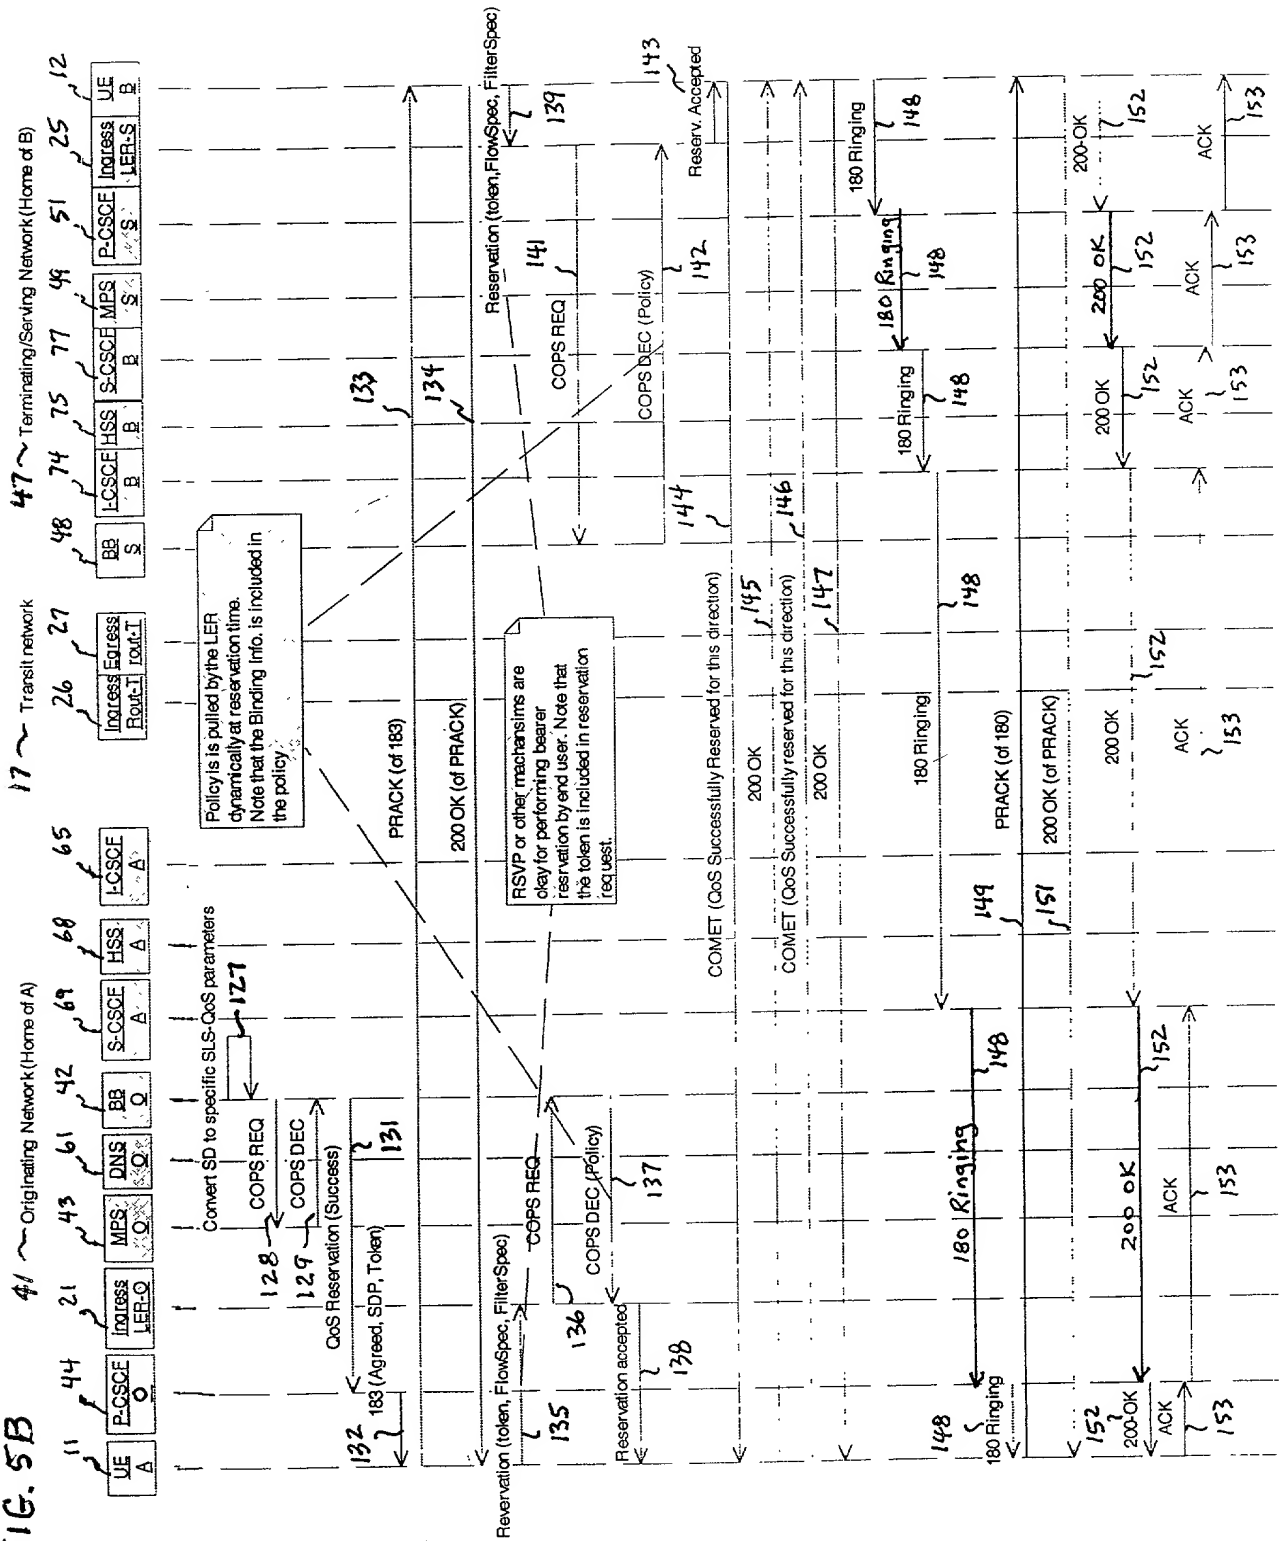 FIG. 5B
41 ~ Originating Network (Home of A)
17 ~ Transit network
47 ~ Terminating/Serving Network (Home of B)
11
44
21
43
61
42
69
68
65
26
27
48
74
75
77
49
51
25
12
UE
A
P-CSCF
O
Ingress
LER-O
MPS
O
DNS
O
BB
O
S-CSCF
A
HSS
A
I-CSCF
A
Ingress
Rout-T
Egress
rout-T
BB
S
I-CSCF
B
HSS
B
S-CSCF
B
MPS
S
P-CSCF
S
Ingress
LER-S
UE
B
Convert SD to specific SLS-QoS parameters
127
COPS REQ
128
COPS DEC
129
QoS Reservation (Success)
131
183 (Agreed, SDP, Token)
132
Policy is is pulled by the LER
dynamically at reservation time.
Note that the Binding Info. is included in
the policy
PRACK (of 183)
133
200 OK (of PRACK)
134
Revervation (token, FlowSpec, FilterSpec)
135
Reservation (token,FlowSpec, FilterSpec)
139
RSVP or other machansims are
okay for performing bearer
resrvation by end user. Note that
the token is included in reservation
request.
COPS REQ
136
COPS REQ
141
COPS DEC (Policy)
137
COPS DEC (Policy)
142
Reservation accepted
138
Reserv. Accepted
143
COMET (QoS Successfully Reserved for this direction)
144
200 OK
145
COMET (QoS Successfully reserved for this direction)
146
200 OK
147
180 Ringing
148
180 Ringing
148
180 Ringing
148
180 Ringing
148
180 Ringing
148
180 Ringing
148
PRACK (of 180)
149
200 OK (of PRACK)
151
200-OK
152
200 OK
152
200 OK
152
200 OK
152
200 OK
152
200-OK
152
ACK
153
ACK
153
ACK
153
ACK
153
ACK
153
ACK
153